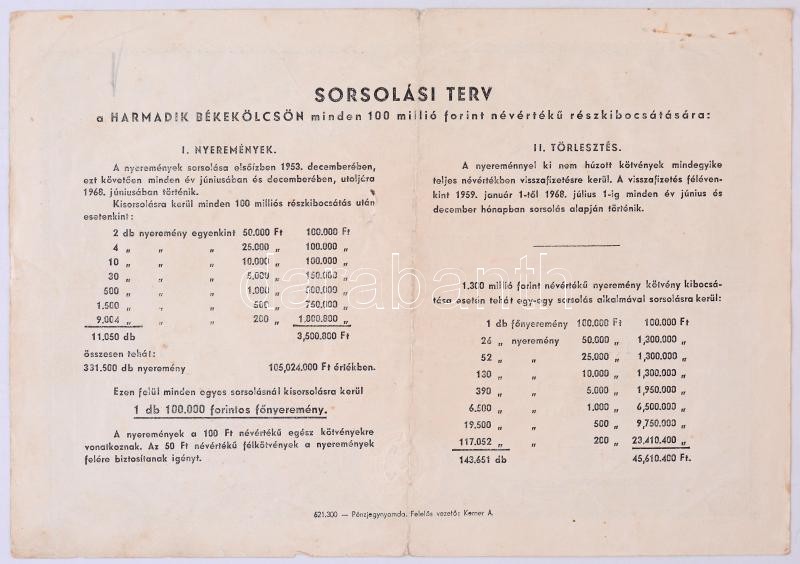 SORSOLÁSI TERV
a HARMADIK BÉKEKÖLCSÖN minden 100 millió forint névértékű részkibocsátására:
I. NYEREMÉNYEK.
A nyeremények sorsolása elsőízben 1953. decemberében,
ezt követően minden év júniusában és decemberében, utoljára
1968. júniusában történik.
Kisorsolásra kerül minden 100 milliós részkibocsátás után
esetenkint:
2 db nyeremény egyenkint 50.000 Ft 100.000 Ft
4 „ „ „ 25.000 „ 100.000 „
10 „ „ „ 10.000 „ 100.000 „
30 „ „ „ 5.000 „ 150.000 „
500 „ „ „ 1.000 „ 500.000 „
1.500 „ „ „ 500 „ 750.000 „
9.004 „ „ „ 200 „ 1,800.800 „
11.050 db 3,500.800 Ft
összesen tehát:
331.500 db nyeremény 105,024.000 Ft értékben.
Ezen felül minden egyes sorsolásnál kisorsolásra kerül
1 db 100.000 forintos főnyeremény.
A nyeremények a 100 Ft névértékű egész kötvényekre
vonatkoznak. Az 50 Ft névértékű félkötvények a nyeremények
felére biztosítanak igényt.
II. TÖRLESZTÉS.
A nyereménnyel ki nem húzott kötvények mindegyike
teljes névértékben visszafizetésre kerül. A visszafizetés féléven-
kint 1959. január 1-től 1968. július 1-ig minden év június és
december hónapban sorsolás alapján történik.
1.300 millió forint névértékű nyeremény kötvény kibocsá-
tása esetén tehát egy-egy sorsolás alkalmával sorsolásra kerül:
1 db főnyeremény 100.000 Ft 100.000 Ft
26 „ nyeremény 50.000 „ 1,300.000 „
52 „ „ 25.000 „ 1,300.000 „
130 „ „ 10.000 „ 1,300.000 „
390 „ „ 5.000 „ 1,950.000 „
6.500 „ „ 1.000 „ 6,500.000 „
19.500 „ „ 500 „ 9,750.000 „
117.052 „ „ 200 „ 23,410.400 „
143.651 db 45,610.400 Ft.
621.300 — Pénzjegynyomda. Felelős vezető: Kerner A.
darabanth